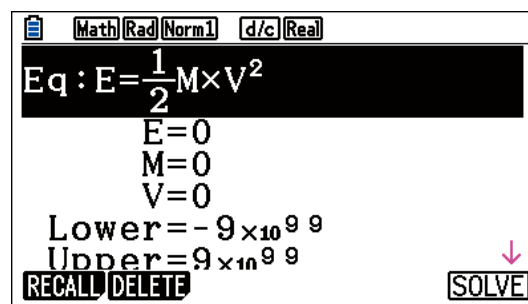 Math Rad Norm1 d/c Real
Eq:E=1/2M×V²
E=0
M=0
V=0
Lower=-9×10⁹⁹
Upper=9×10⁹⁹
RECALL DELETE SOLVE